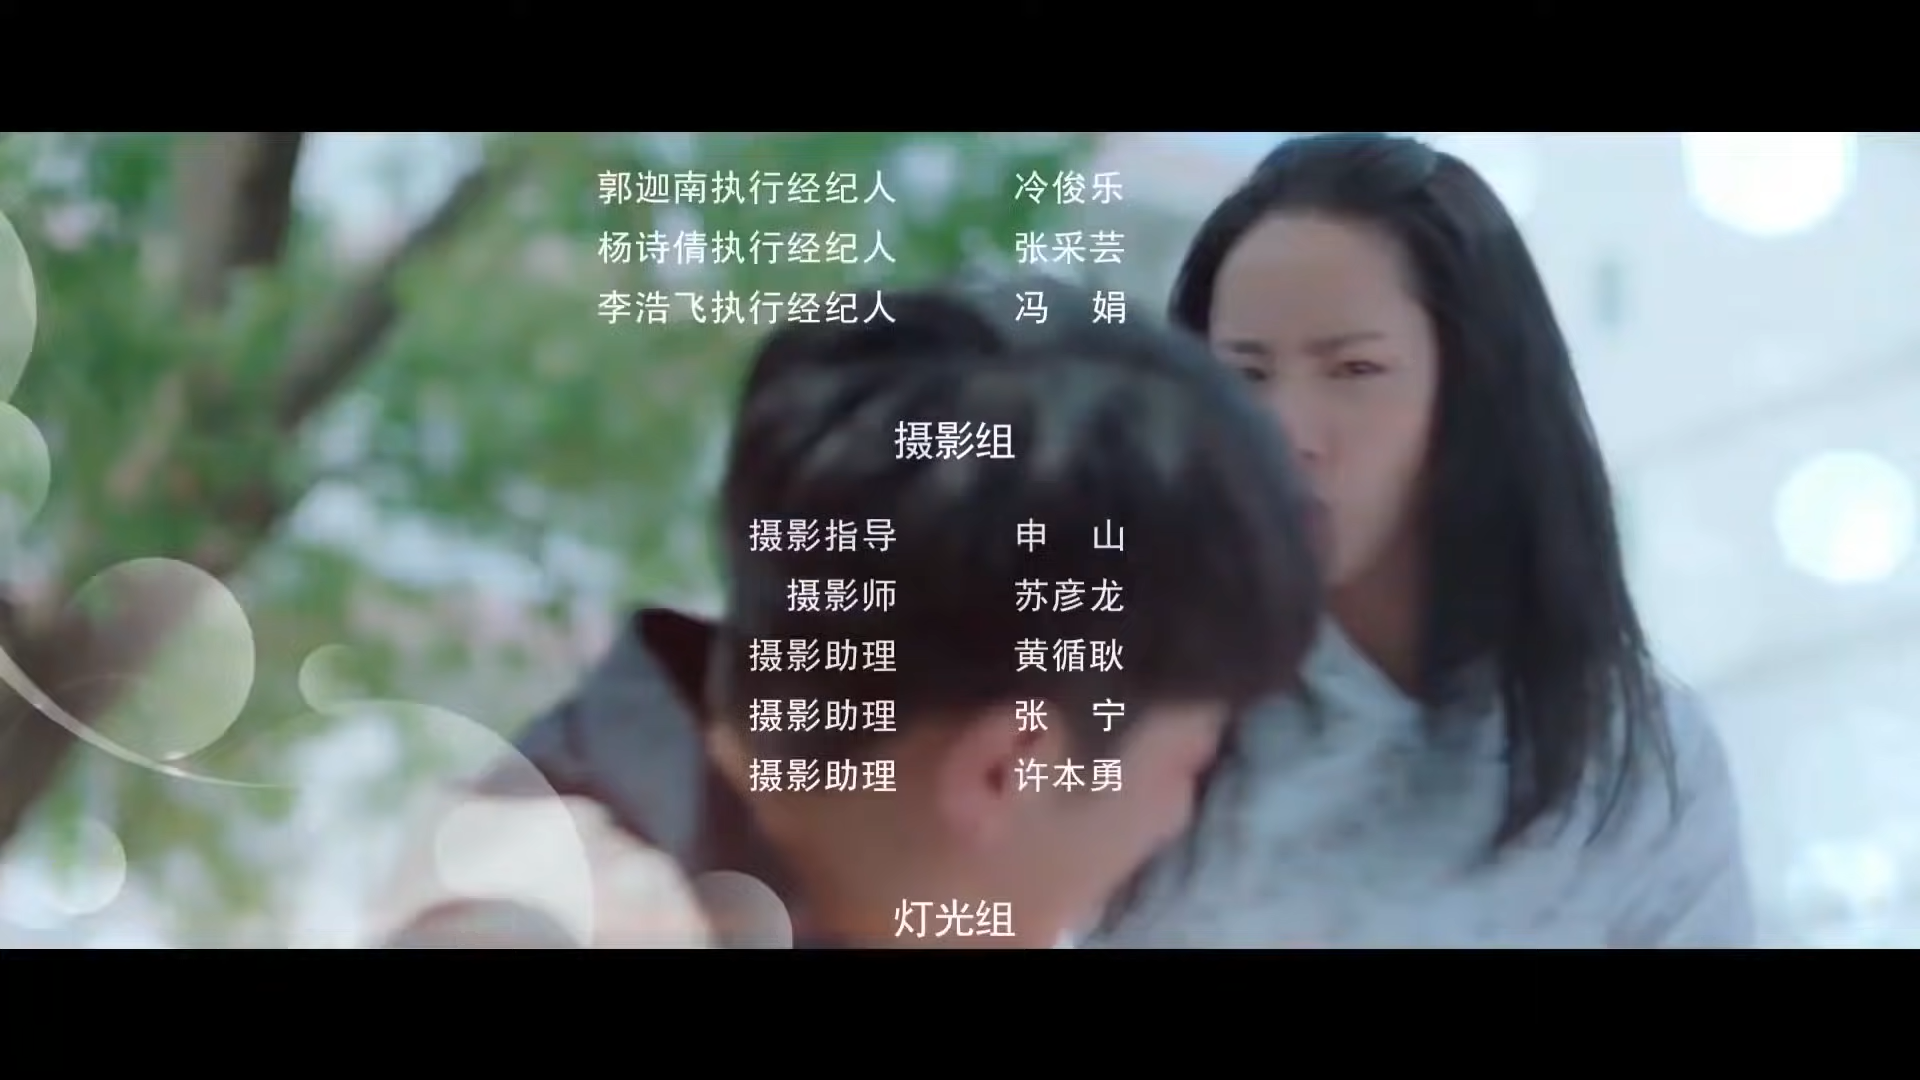 郭迦南执行经纪人 冷俊乐
杨诗倩执行经纪人 张采芸
李浩飞执行经纪人 冯 娟
摄影组
摄影指导 申 山
摄影师 苏彦龙
摄影助理 黄循耿
摄影助理 张 宁
摄影助理 许本勇
灯光组